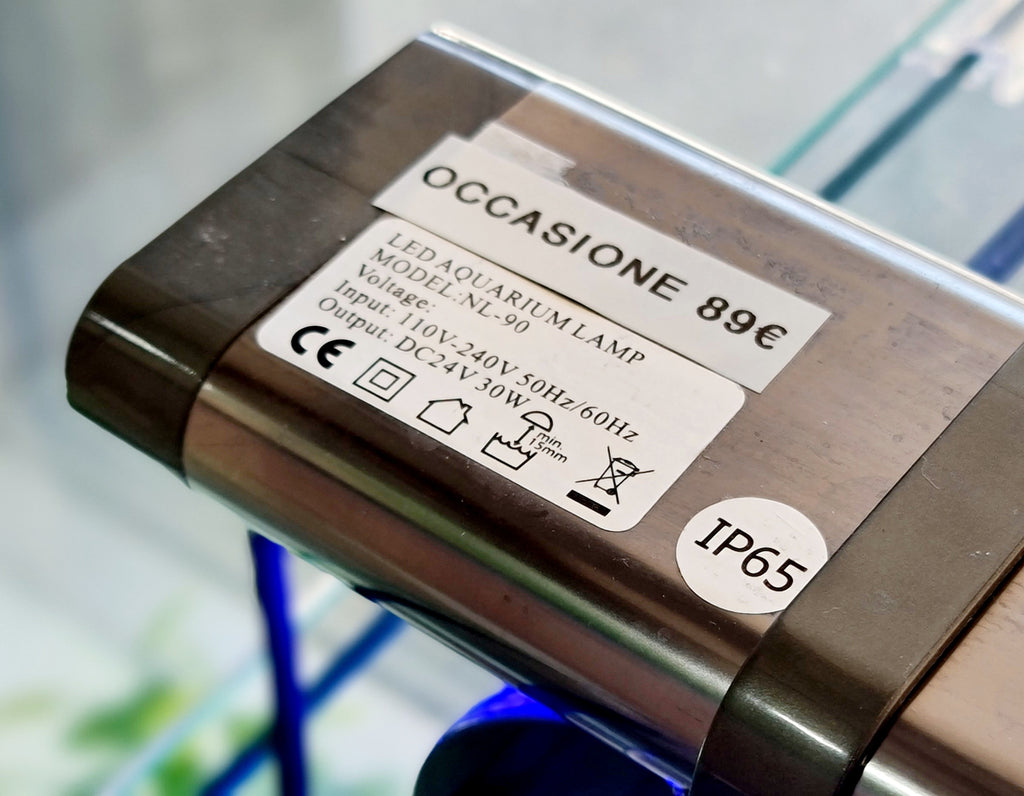 OCCASIONE 89€
LED AQUARIUM LAMP
MODEL:NL-90
Voltage:
Input: 110V-240V 50Hz/60Hz
Output: DC24V 30W
CE
min.
15mm
IP65